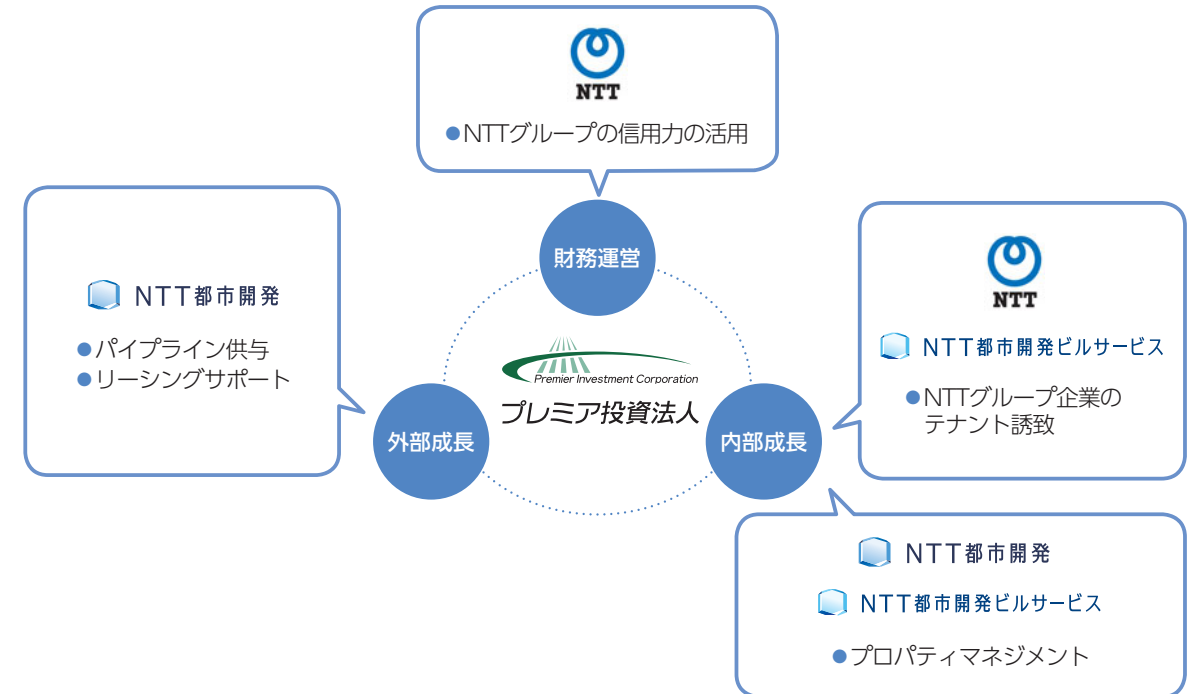 NTT
●NTTグループの信用力の活用
財務運営
NTT都市開発
●パイプライン供与
●リーシングサポート
外部成長
Premier Investment Corporation
プレミア投資法人
内部成長
NTT
NTT都市開発ビルサービス
●NTTグループ企業の
テナント誘致
NTT都市開発
NTT都市開発ビルサービス
●プロパティマネジメント